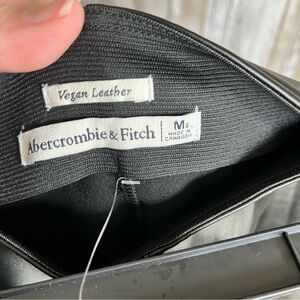 Vegan Leather
Abercrombie & Fitch
Ms
MADE IN
CAMBODIA